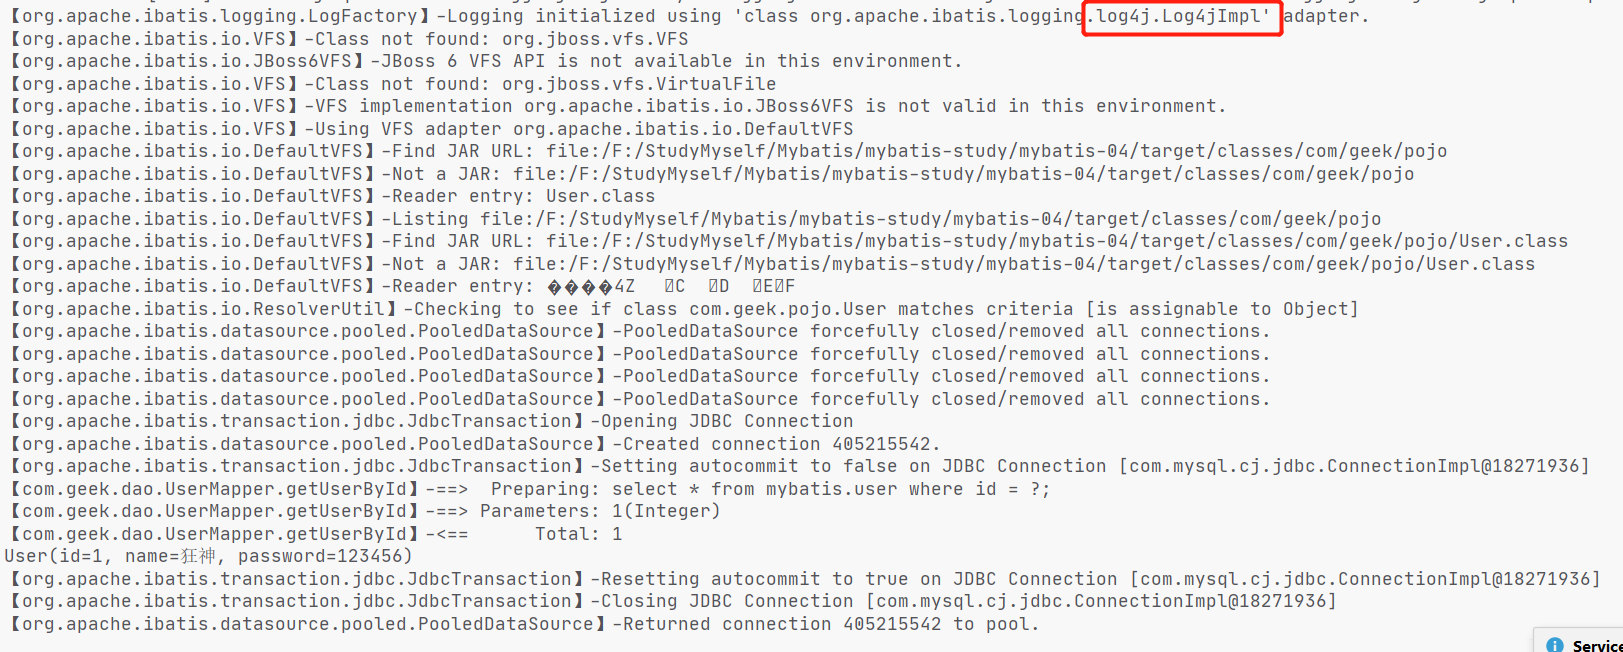 【org.apache.ibatis.logging.LogFactory】-Logging initialized using 'class org.apache.ibatis.logging.log4j.Log4jImpl' adapter.
【org.apache.ibatis.io.VFS】-Class not found: org.jboss.vfs.VFS
【org.apache.ibatis.io.JBoss6VFS】-JBoss 6 VFS API is not available in this environment.
【org.apache.ibatis.io.VFS】-Class not found: org.jboss.vfs.VirtualFile
【org.apache.ibatis.io.VFS】-VFS implementation org.apache.ibatis.io.JBoss6VFS is not valid in this environment.
【org.apache.ibatis.io.VFS】-Using VFS adapter org.apache.ibatis.io.DefaultVFS
【org.apache.ibatis.io.DefaultVFS】-Find JAR URL: file:/F:/StudyMyself/Mybatis/mybatis-study/mybatis-04/target/classes/com/geek/pojo
【org.apache.ibatis.io.DefaultVFS】-Not a JAR: file:/F:/StudyMyself/Mybatis/mybatis-study/mybatis-04/target/classes/com/geek/pojo
【org.apache.ibatis.io.DefaultVFS】-Reader entry: User.class
【org.apache.ibatis.io.DefaultVFS】-Listing file:/F:/StudyMyself/Mybatis/mybatis-study/mybatis-04/target/classes/com/geek/pojo
【org.apache.ibatis.io.DefaultVFS】-Find JAR URL: file:/F:/StudyMyself/Mybatis/mybatis-study/mybatis-04/target/classes/com/geek/pojo/User.class
【org.apache.ibatis.io.DefaultVFS】-Not a JAR: file:/F:/StudyMyself/Mybatis/mybatis-study/mybatis-04/target/classes/com/geek/pojo/User.class
【org.apache.ibatis.io.DefaultVFS】-Reader entry: ����4Z C D E F
【org.apache.ibatis.io.ResolverUtil】-Checking to see if class com.geek.pojo.User matches criteria [is assignable to Object]
【org.apache.ibatis.datasource.pooled.PooledDataSource】-PooledDataSource forcefully closed/removed all connections.
【org.apache.ibatis.datasource.pooled.PooledDataSource】-PooledDataSource forcefully closed/removed all connections.
【org.apache.ibatis.datasource.pooled.PooledDataSource】-PooledDataSource forcefully closed/removed all connections.
【org.apache.ibatis.datasource.pooled.PooledDataSource】-PooledDataSource forcefully closed/removed all connections.
【org.apache.ibatis.transaction.jdbc.JdbcTransaction】-Opening JDBC Connection
【org.apache.ibatis.datasource.pooled.PooledDataSource】-Created connection 405215542.
【org.apache.ibatis.transaction.jdbc.JdbcTransaction】-Setting autocommit to false on JDBC Connection [com.mysql.cj.jdbc.ConnectionImpl@18271936]
【com.geek.dao.UserMapper.getUserById】-==>  Preparing: select * from mybatis.user where id = ?;
【com.geek.dao.UserMapper.getUserById】-==> Parameters: 1(Integer)
【com.geek.dao.UserMapper.getUserById】-<==      Total: 1
User(id=1, name=狂神, password=123456)
【org.apache.ibatis.transaction.jdbc.JdbcTransaction】-Resetting autocommit to true on JDBC Connection [com.mysql.cj.jdbc.ConnectionImpl@18271936]
【org.apache.ibatis.transaction.jdbc.JdbcTransaction】-Closing JDBC Connection [com.mysql.cj.jdbc.ConnectionImpl@18271936]
【org.apache.ibatis.datasource.pooled.PooledDataSource】-Returned connection 405215542 to pool.